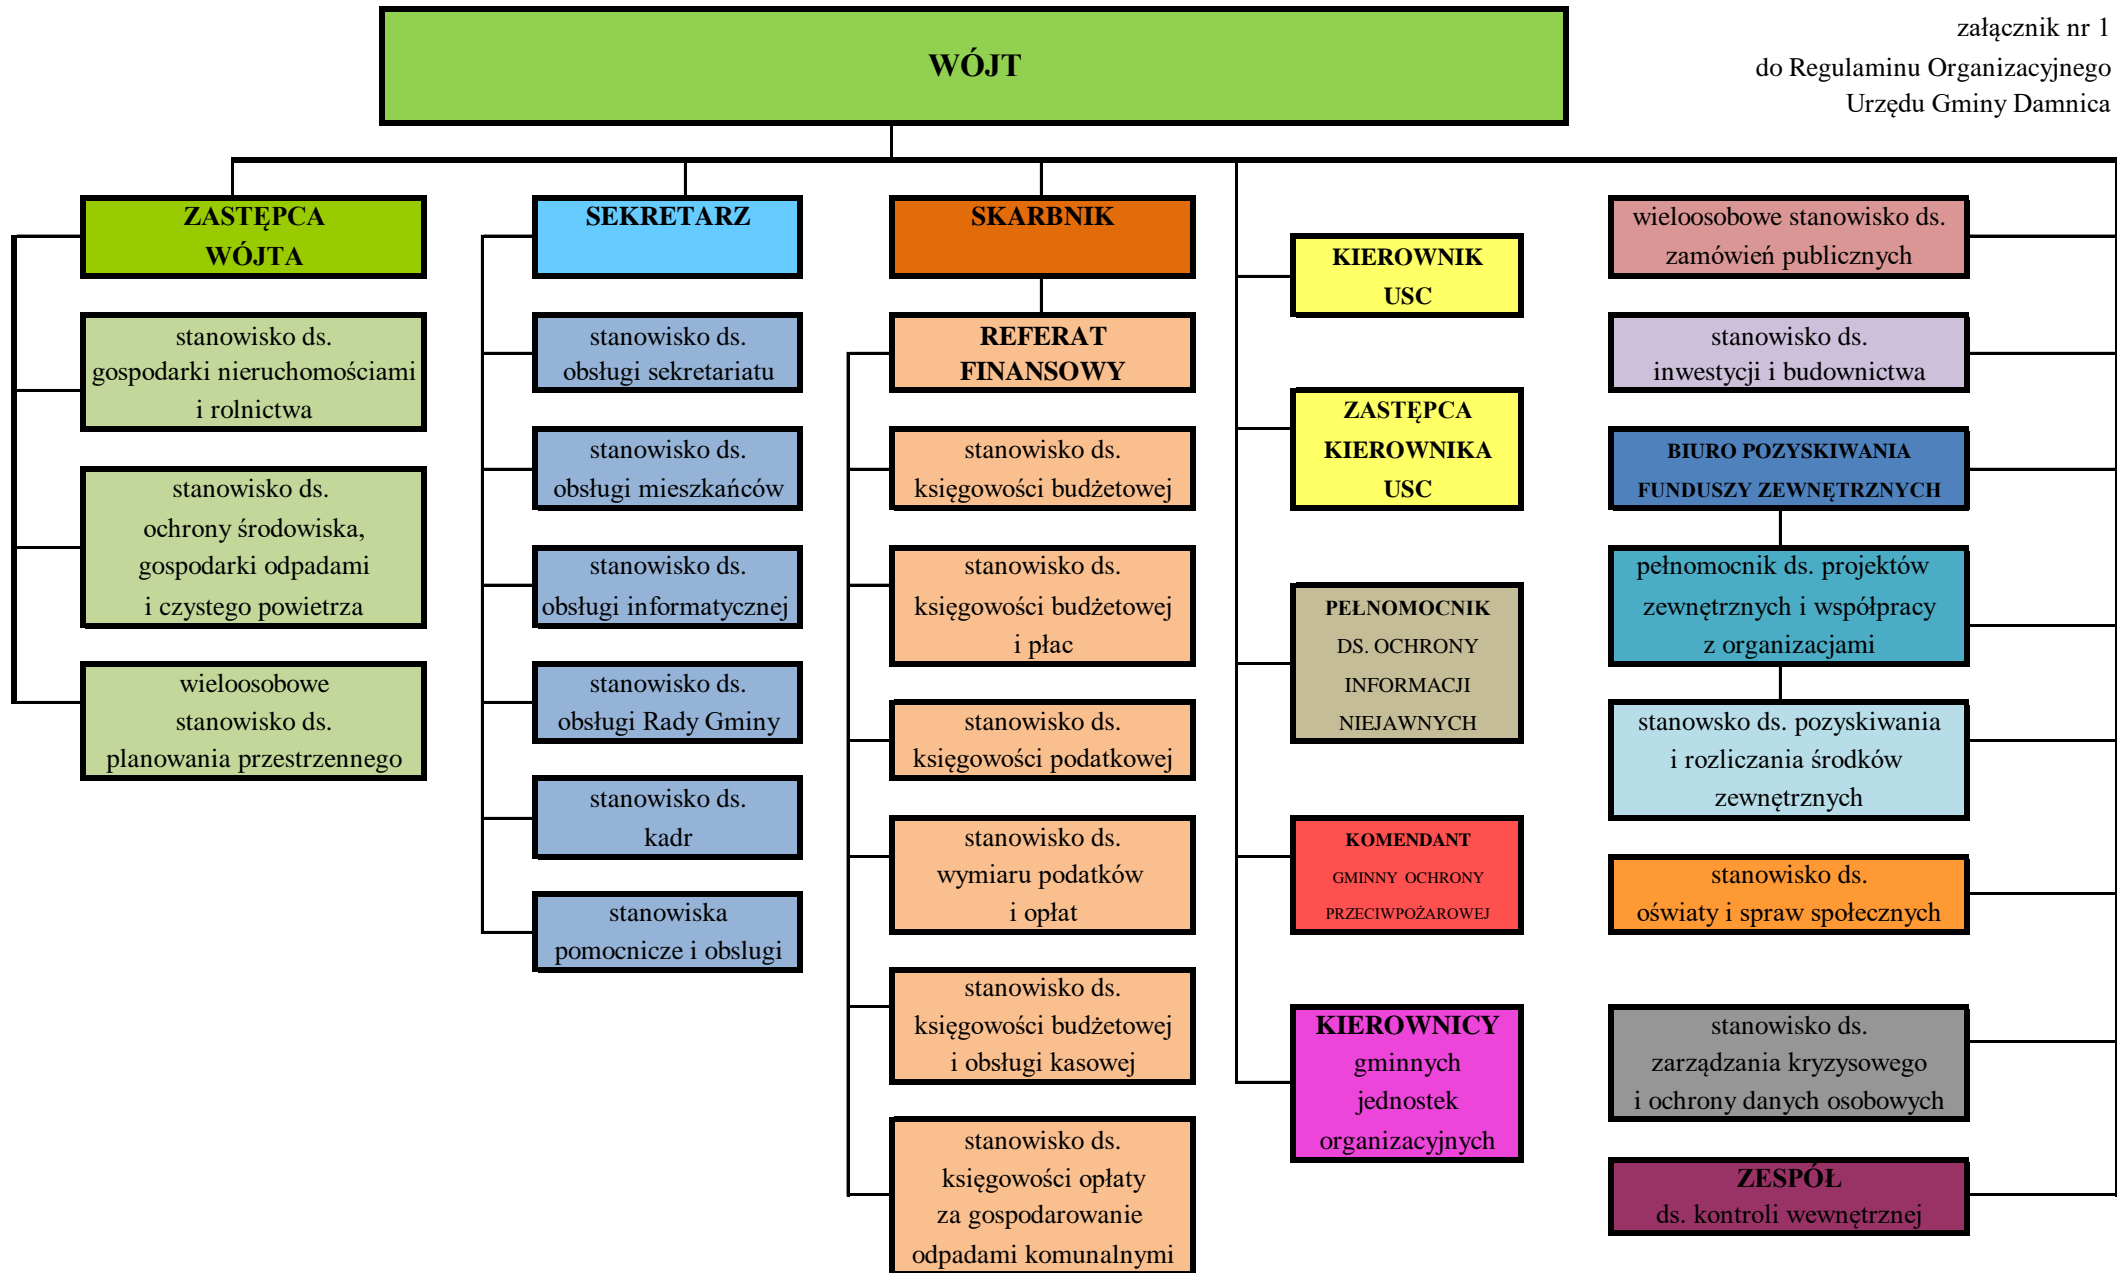 WÓJT
załącznik nr 1
do Regulaminu Organizacyjnego
Urzędu Gminy Damnica
ZASTĘPCA
WÓJTA
stanowisko ds.
gospodarki nieruchomościami
i rolnictwa
stanowisko ds.
ochrony środowiska,
gospodarki odpadami
i czystego powietrza
wieloosobowe
stanowisko ds.
planowania przestrzennego
SEKRETARZ
stanowisko ds.
obsługi sekretariatu
stanowisko ds.
obsługi mieszkańców
stanowisko ds.
obsługi informatycznej
stanowisko ds.
obsługi Rady Gminy
stanowisko ds.
kadr
stanowiska
pomocnicze i obslugi
SKARBNIK
REFERAT
FINANSOWY
stanowisko ds.
księgowości budżetowej
stanowisko ds.
księgowości budżetowej
i płac
stanowisko ds.
księgowości podatkowej
stanowisko ds.
wymiaru podatków
i opłat
stanowisko ds.
księgowości budżetowej
i obsługi kasowej
stanowisko ds.
księgowości opłaty
za gospodarowanie
odpadami komunalnymi
KIEROWNIK
USC
ZASTĘPCA
KIEROWNIKA
USC
PEŁNOMOCNIK
DS. OCHRONY
INFORMACJI
NIEJAWNYCH
KOMENDANT
GMINNY OCHRONY
PRZECIWPOŻAROWEJ
KIEROWNICY
gminnych
jednostek
organizacyjnych
wieloosobowe stanowisko ds.
zamówień publicznych
stanowisko ds.
inwestycji i budownictwa
BIURO POZYSKIWANIA
FUNDUSZY ZEWNĘTRZNYCH
pełnomocnik ds. projektów
zewnętrznych i współpracy
z organizacjami
stanowsko ds. pozyskiwania
i rozliczania środków
zewnętrznych
stanowisko ds.
oświaty i spraw społecznych
stanowisko ds.
zarządzania kryzysowego
i ochrony danych osobowych
ZESPÓŁ
ds. kontroli wewnętrznej